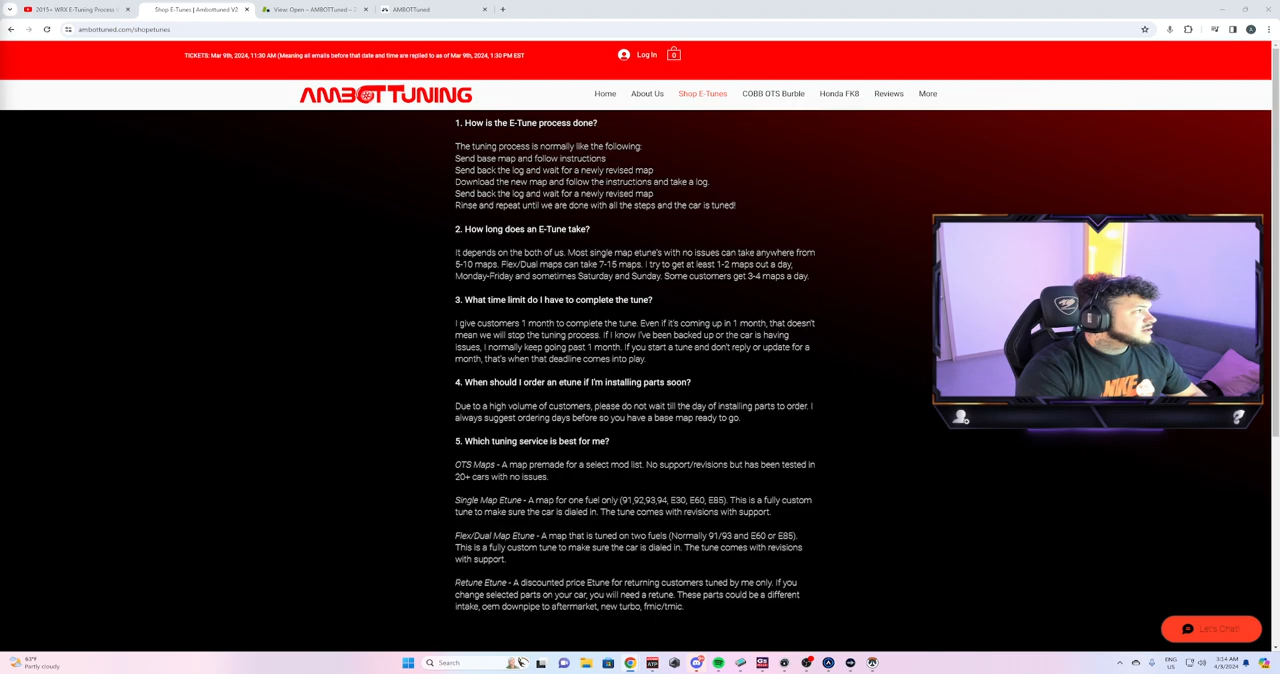 2015+ WRX E-Tuning Process V
Shop E-Tunes | Ambottuned V2
View: Open – AMBOTTuned – Z
AMBOTTuned
ambottuned.com/shopetunes
TICKETS: Mar 9th, 2024, 11:30 AM (Meaning all emails before that date and time are replied to as of Mar 9th, 1:30 PM EST
Log In
0
AMBOT TUNING
Home
About Us
Shop E-Tunes
COBB OTS Burble
Honda FK8
Reviews
More
1. How is the E-Tune process done?
The tuning process is normally like the following:
Send base map and follow instructions
Send back the log and wait for a newly revised map
Download the new map and follow the instructions and take a log.
Send back the log and wait for a newly revised map
Rinse and repeat until we are done with all the steps and the car is tuned!
2. How long does an E-Tune take?
It depends on the both of us. Most single map etune's with no issues can take anywhere from
5-10 maps. Flex/Dual maps can take 7-15 maps. I try to get at least 1-2 maps out a day,
Monday-Friday and sometimes Saturday and Sunday. Some customers get 3-4 maps a day.
3. What time limit do I have to complete the tune?
I give customers 1 month to complete the tune. Even if it's coming up in 1 month, that doesn't
mean we will stop the tuning process. If I know I've been backed up or the car is having
issues, I normally keep going past 1 month. If you start a tune and don't reply or update for a
month, that's when that deadline comes into play.
4. When should I order an etune if I'm installing parts soon?
Due to a high volume of customers, please do not wait till the day of installing parts to order. I
always suggest ordering days before so you have a base map ready to go.
5. Which tuning service is best for me?
OTS Maps - A map premade for a select mod list. No support/revisions but has been tested in
20+ cars with no issues.
Single Map Etune - A map for one fuel only (91,92,93,94, E30, E60, E85). This is a fully custom
tune to make sure the car is dialed in. The tune comes with revisions with support.
Flex/Dual Map Etune - A map that is tuned on two fuels (Normally 91/93 and E60 or E85).
This is a fully custom tune to make sure the car is dialed in. The tune comes with revisions
with support.
Retune Etune - A discounted price Etune for returning customers tuned by me only. If you
change selected parts on your car, you will need a retune. These parts could be a different
intake, oem downpipe to aftermarket, new turbo, fmic/tmic.
Let's Chat!
63°F
Partly cloudy
Search
ENG
US
3:14 AM
4/3/2024